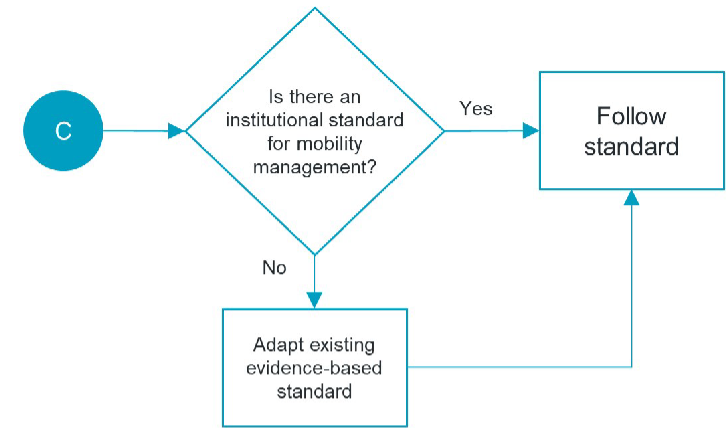 C
Is there an
institutional standard
for mobility
management?
Yes
Follow
standard
No
Adapt existing
evidence-based
standard